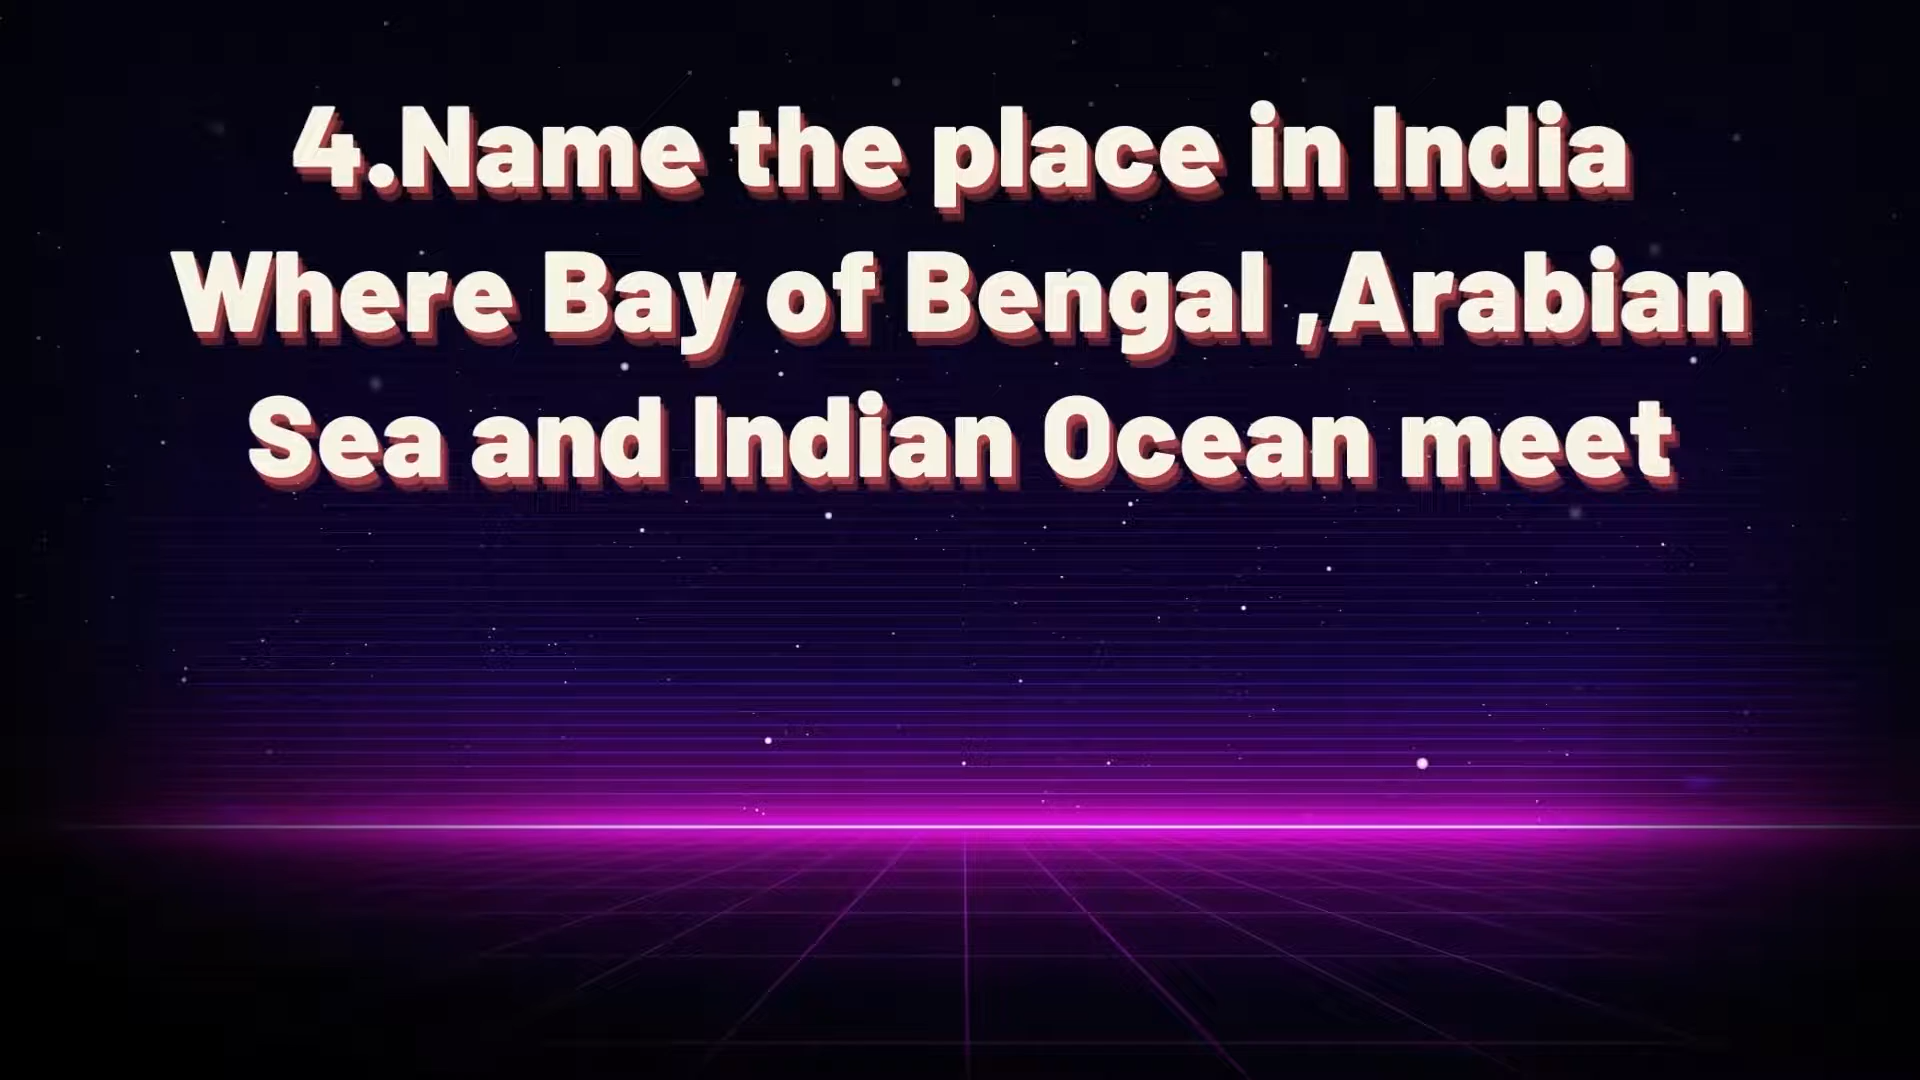 4.Name the place in India
Where Bay of Bengal ,Arabian
Sea and Indian Ocean meet